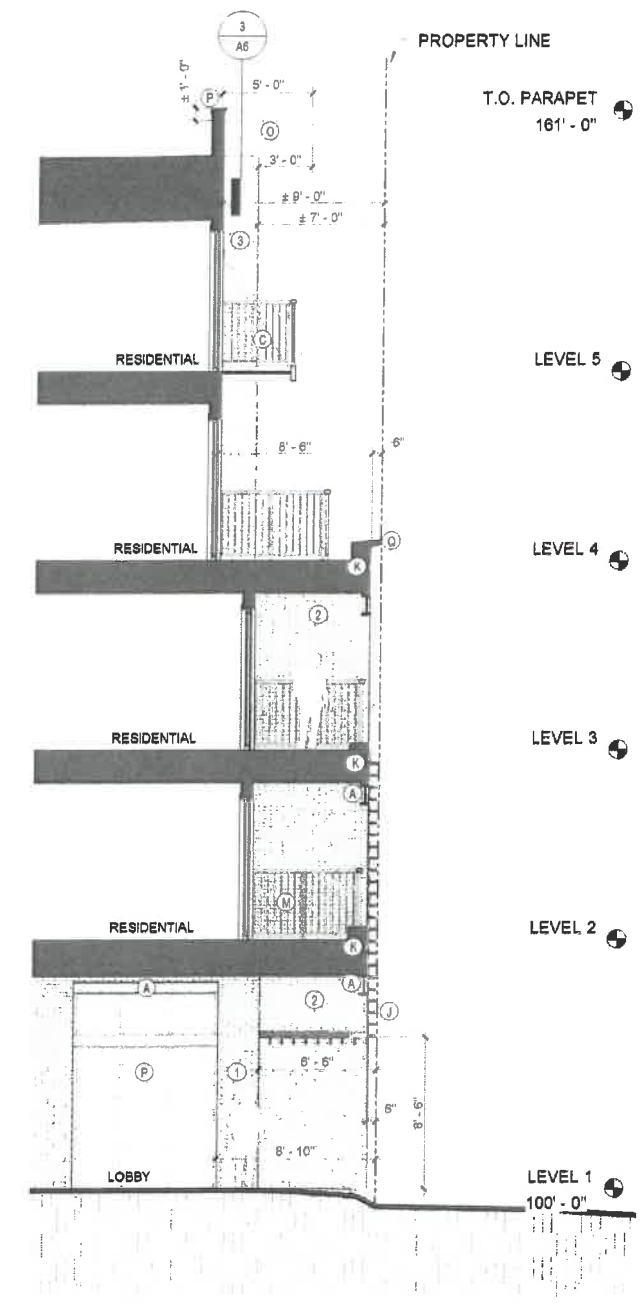 3
A6
PROPERTY LINE
± 1'- 0"
P
5' - 0"
T.O. PARAPET
161' - 0"
O
3' - 0"
± 9' - 0"
± 7' - 0"
3
C
RESIDENTIAL
LEVEL 5
8' - 6"
6"
Q
RESIDENTIAL
LEVEL 4
K
2
RESIDENTIAL
LEVEL 3
K
A
M
RESIDENTIAL
LEVEL 2
K
A
A
2
J
P
1
6' - 6"
6"
8' - 6"
8' - 10"
LOBBY
LEVEL 1
100' - 0"